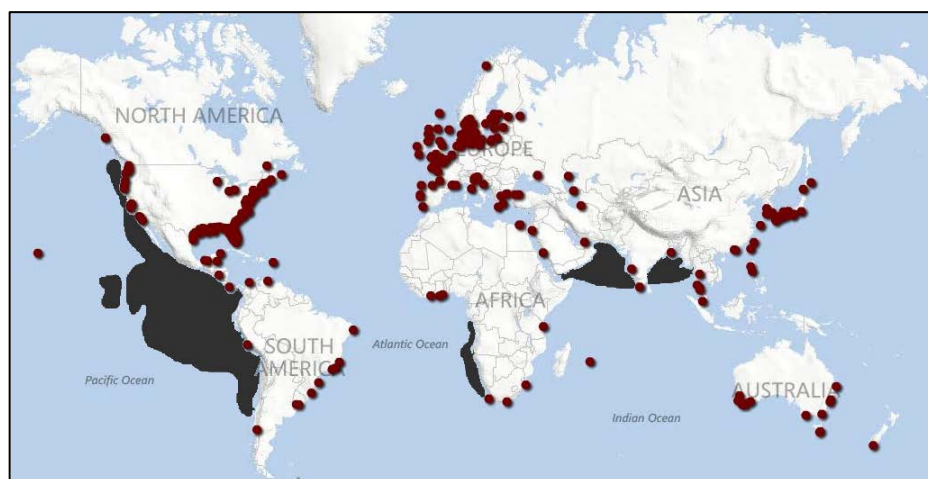 NORTH AMERICA
EUROPE
ASIA
AFRICA
Atlantic Ocean
SOUTH
AMERICA
Pacific Ocean
AUSTRALIA
Indian Ocean